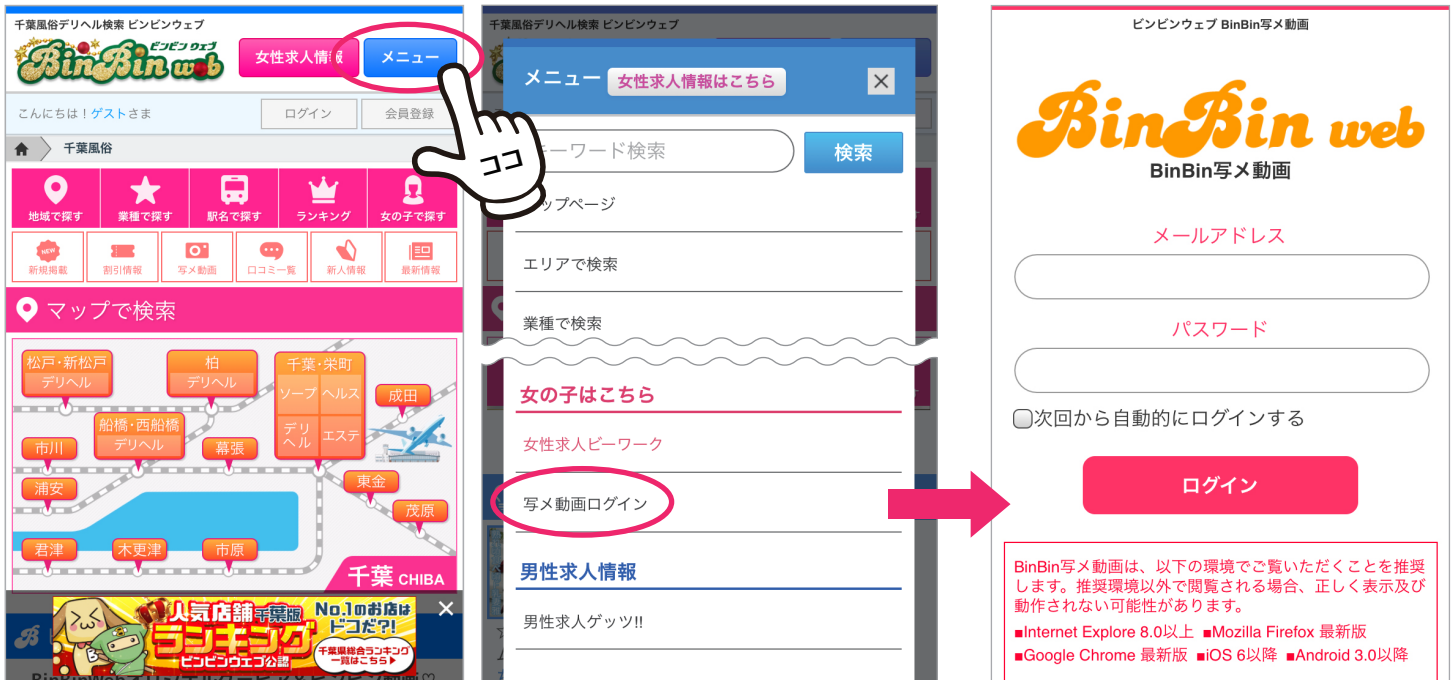 千葉風俗デリヘル検索 ビンビンウェブ
BinBin web
ビンビンウェブ
女性求人情報
メニュー
こんにちは！ゲストさま
ログイン
会員登録
千葉風俗
地域で探す
業種で探す
駅名で探す
ランキング
女の子で探す
NEW
新規掲載
割引情報
写メ動画
口コミ一覧
新人情報
最新情報
マップで検索
松戸・新松戸
デリヘル
柏
デリヘル
千葉・栄町
ソープ
ヘルス
デリヘル
エステ
成田
船橋・西船橋
デリヘル
市川
幕張
浦安
東金
茂原
君津
木更津
市原
千葉 CHIBA
人気店舗 千葉版
ランキング
ビンビンウェブ公認
No.1のお店は
ドコだ?!
千葉県総合ランキング
一覧はこちら
ココ
千葉風俗デリヘル検索 ビンビンウェブ
メニュー
女性求人情報はこちら
キーワード検索
検索
トップページ
エリアで検索
業種で検索
女の子はこちら
女性求人ビーワーク
写メ動画ログイン
男性求人情報
男性求人ゲッツ!!
ビンビンウェブ BinBin写メ動画
BinBin web
BinBin写メ動画
メールアドレス
パスワード
次回から自動的にログインする
ログイン
BinBin写メ動画は、以下の環境でご覧いただくことを推奨
します。推奨環境以外で閲覧される場合、正しく表示及び
動作されない可能性があります。
■Internet Explore 8.0以上 ■Mozilla Firefox 最新版
■Google Chrome 最新版 ■iOS 6以降 ■Android 3.0以降